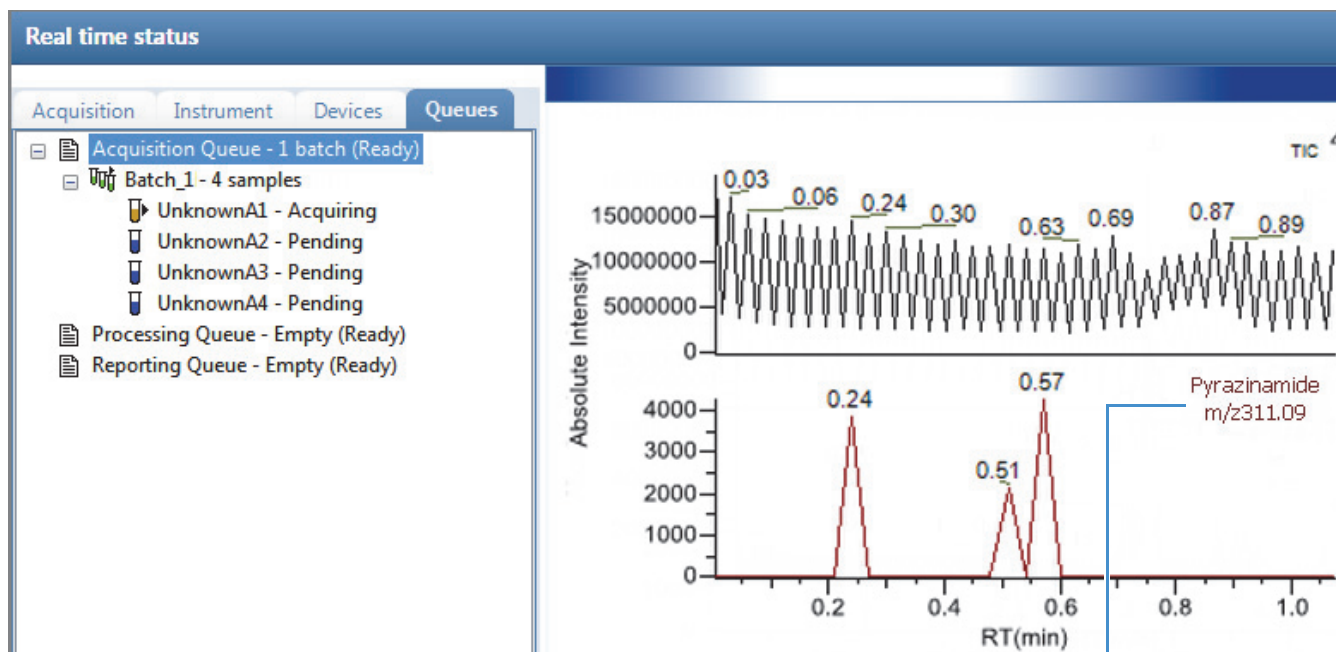 Real time status
Acquisition Instrument Devices Queues
Acquisition Queue - 1 batch (Ready)
Batch_1 - 4 samples
UnknownA1 - Acquiring
UnknownA2 - Pending
UnknownA3 - Pending
UnknownA4 - Pending
Processing Queue - Empty (Ready)
Reporting Queue - Empty (Ready)
TIC
0.03 0.06 0.24 0.30 0.63 0.69 0.87 0.89
15000000
10000000
5000000
0
Absolute Intensity
Pyrazinamide
m/z311.09
0.24 0.51 0.57
4000
3000
2000
1000
0
0.2 0.4 0.6 0.8 1.0
RT(min)